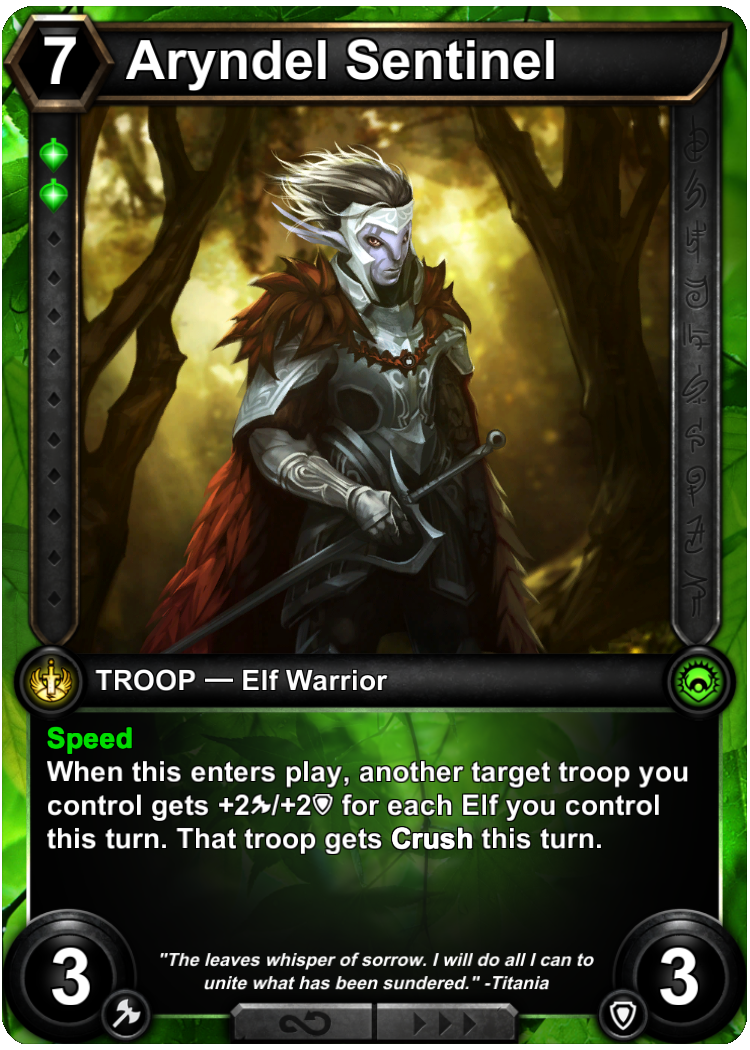 7
Aryndel Sentinel
TROOP — Elf Warrior
Speed
When this enters play, another target troop you
control gets +2/+2 for each Elf you control
this turn. That troop gets Crush this turn.
"The leaves whisper of sorrow. I will do all I can to
unite what has been sundered." -Titania
3
3